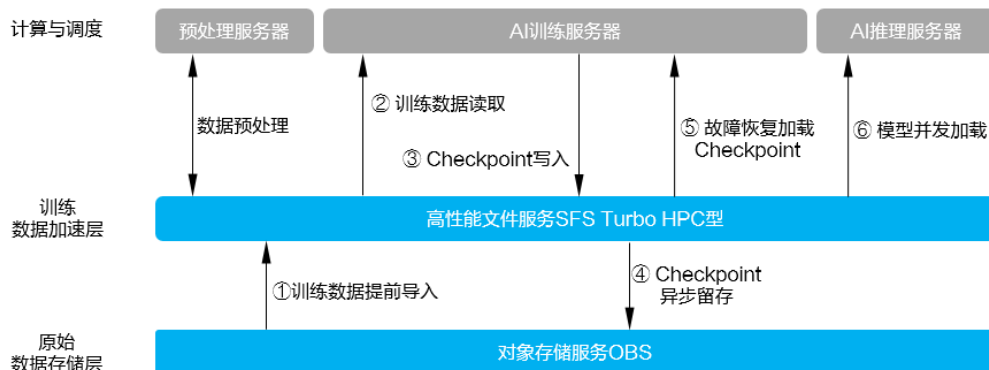 计算与调度
预处理服务器
AI训练服务器
AI推理服务器
数据预处理
② 训练数据读取
③ Checkpoint写入
⑤ 故障恢复加载
Checkpoint
⑥ 模型并发加载
训练
数据加速层
高性能文件服务SFS Turbo HPC型
①训练数据提前导入
④ Checkpoint
异步留存
原始
数据存储层
对象存储服务OBS